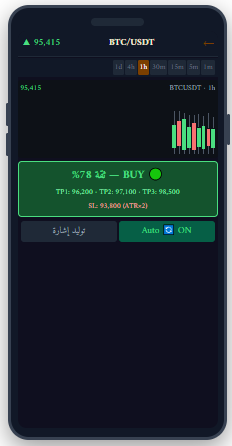 ▲ 95,415 BTC/USDT ←
1d 4h 1h 30m 15m 5m 1m
95,415 BTCUSDT · 1h
%78 ثقة — BUY 🟢
TP1: 96,200 · TP2: 97,100 · TP3: 98,500
SL: 93,800 (ATR×2)
توليد إشارة
Auto 🔄 ON